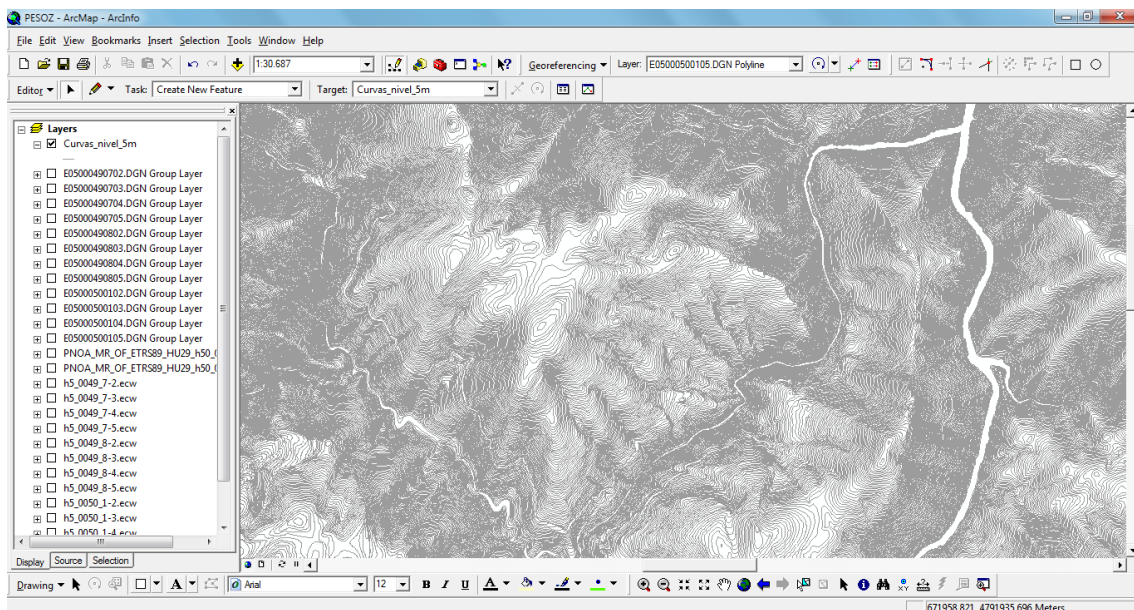 PESOZ - ArcMap - ArcInfo
File Edit View Bookmarks Insert Selection Tools Window Help
1:30.687 Georeferencing Layer: E05000500105.DGN Polyline
Editor Task: Create New Feature Target: Curvas_nivel_5m
Layers
Curvas_nivel_5m
E05000490702.DGN Group Layer
E05000490703.DGN Group Layer
E05000490704.DGN Group Layer
E05000490705.DGN Group Layer
E05000490802.DGN Group Layer
E05000490803.DGN Group Layer
E05000490804.DGN Group Layer
E05000490805.DGN Group Layer
E05000500102.DGN Group Layer
E05000500103.DGN Group Layer
E05000500104.DGN Group Layer
E05000500105.DGN Group Layer
PNOA_MR_OF_ETRS89_HU29_h50_(
PNOA_MR_OF_ETRS89_HU29_h50_(
h5_0049_7-2.ecw
h5_0049_7-3.ecw
h5_0049_7-4.ecw
h5_0049_7-5.ecw
h5_0049_8-2.ecw
h5_0049_8-3.ecw
h5_0049_8-4.ecw
h5_0049_8-5.ecw
h5_0050_1-2.ecw
h5_0050_1-3.ecw
h5_0050_1-4.ecw
Display Source Selection
Drawing A Arial 12 B I U A
671958,821 4791935,696 Meters